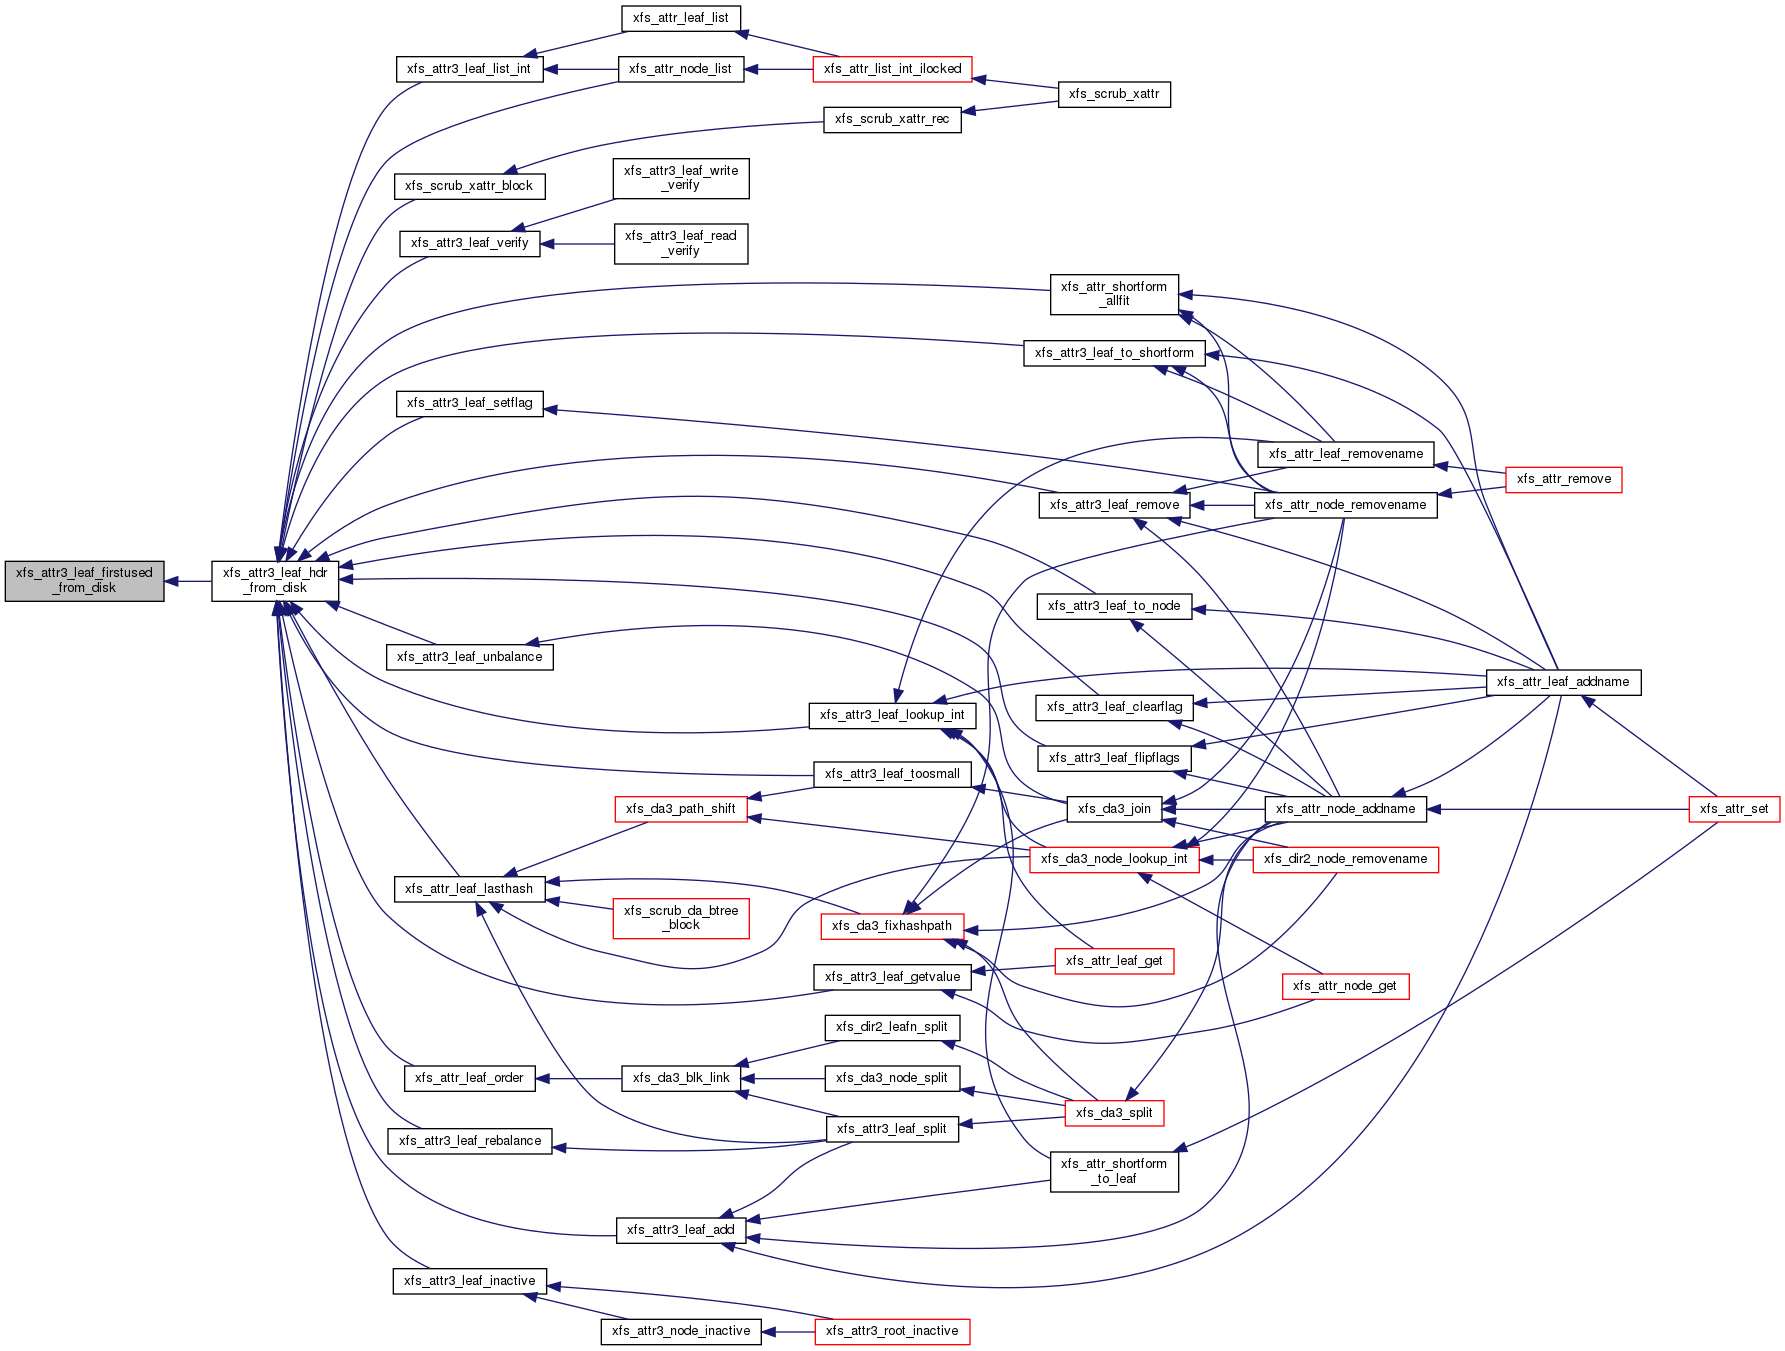 xfs_attr_leaf_list
xfs_attr3_leaf_list_int
xfs_attr_node_list
xfs_attr_list_int_ilocked
xfs_scrub_xattr
xfs_scrub_xattr_rec
xfs_attr3_leaf_write
_verify
xfs_scrub_xattr_block
xfs_attr3_leaf_verify
xfs_attr3_leaf_read
_verify
xfs_attr_shortform
_allfit
xfs_attr3_leaf_to_shortform
xfs_attr3_leaf_setflag
xfs_attr_leaf_removename
xfs_attr_remove
xfs_attr3_leaf_remove
xfs_attr_node_removename
xfs_attr3_leaf_firstused
_from_disk
xfs_attr3_leaf_hdr
_from_disk
xfs_attr3_leaf_to_node
xfs_attr3_leaf_unbalance
xfs_attr_leaf_addname
xfs_attr3_leaf_lookup_int
xfs_attr3_leaf_clearflag
xfs_attr3_leaf_flipflags
xfs_attr3_leaf_toosmall
xfs_da3_path_shift
xfs_da3_join
xfs_attr_node_addname
xfs_attr_set
xfs_da3_node_lookup_int
xfs_dir2_node_removename
xfs_attr_leaf_lasthash
xfs_scrub_da_btree
_block
xfs_da3_fixhashpath
xfs_attr_leaf_get
xfs_attr3_leaf_getvalue
xfs_attr_node_get
xfs_dir2_leafn_split
xfs_attr_leaf_order
xfs_da3_blk_link
xfs_da3_node_split
xfs_da3_split
xfs_attr3_leaf_split
xfs_attr3_leaf_rebalance
xfs_attr_shortform
_to_leaf
xfs_attr3_leaf_add
xfs_attr3_leaf_inactive
xfs_attr3_node_inactive
xfs_attr3_root_inactive